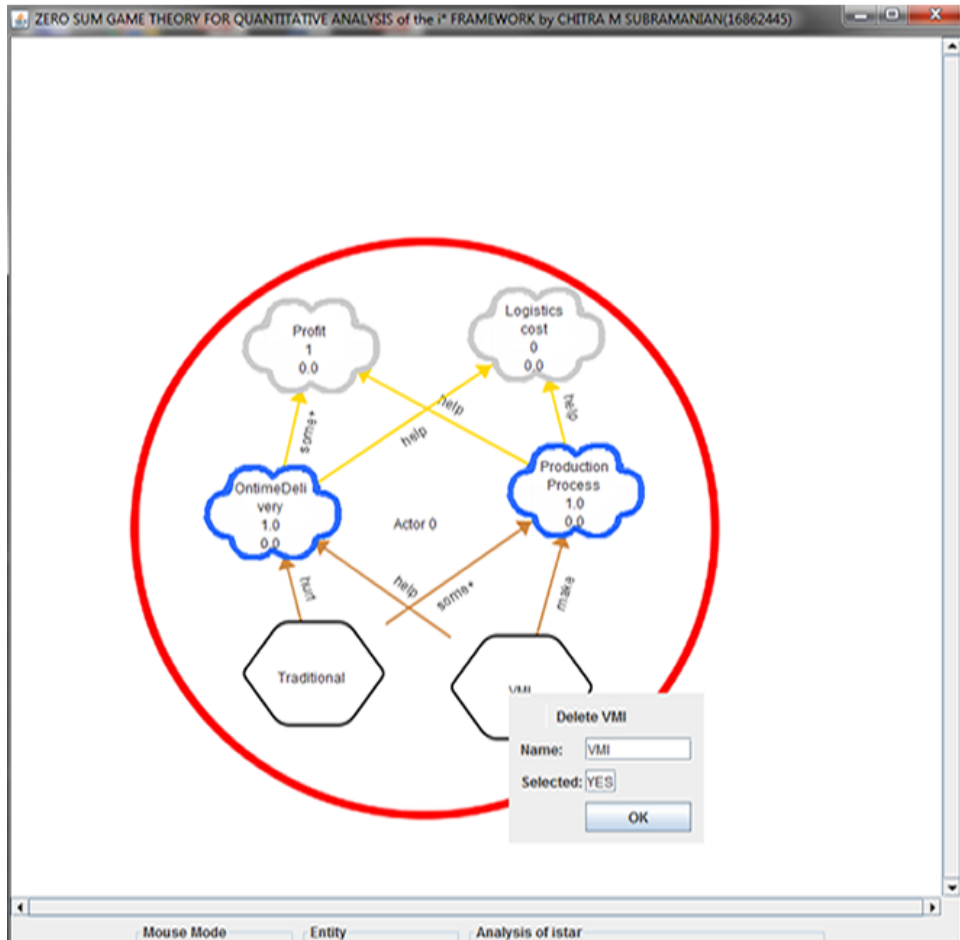 ZERO SUM GAME THEORY FOR QUANTITATIVE ANALYSIS of the i* FRAMEWORK by CHITRA M SUBRAMANIAN(16862445)
Profit
1
0.0
Logistics
cost
0
0.0
some+
help
help
help
OntimeDeli
very
1.0
0.0
Actor 0
Production
Process
1.0
0.0
hurt
help
some+
make
Traditional
VMI
Delete VMI
Name: VMI
Selected: YES
OK
Mouse Mode Entity Analysis of istar